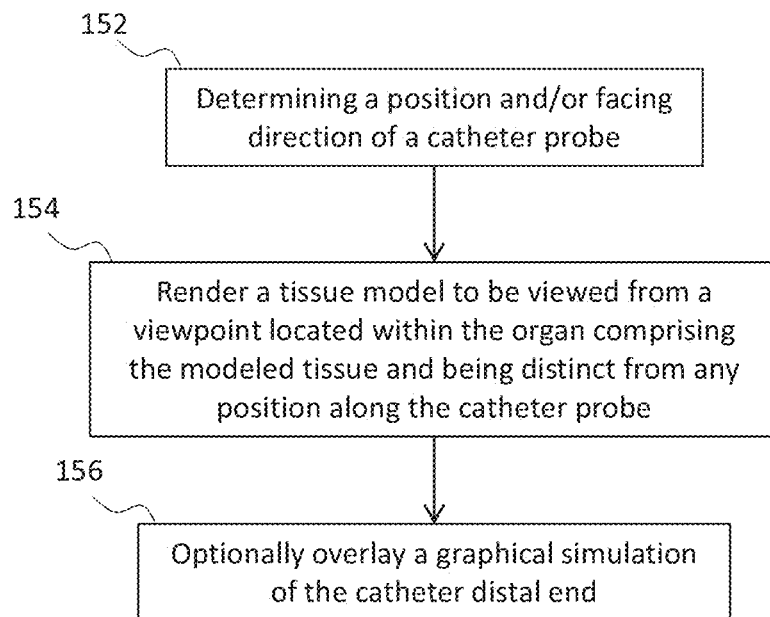 152
Determining a position and/or facing
direction of a catheter probe
154
Render a tissue model to be viewed from a
viewpoint located within the organ comprising
the modeled tissue and being distinct from any
position along the catheter probe
156
Optionally overlay a graphical simulation
of the catheter distal end